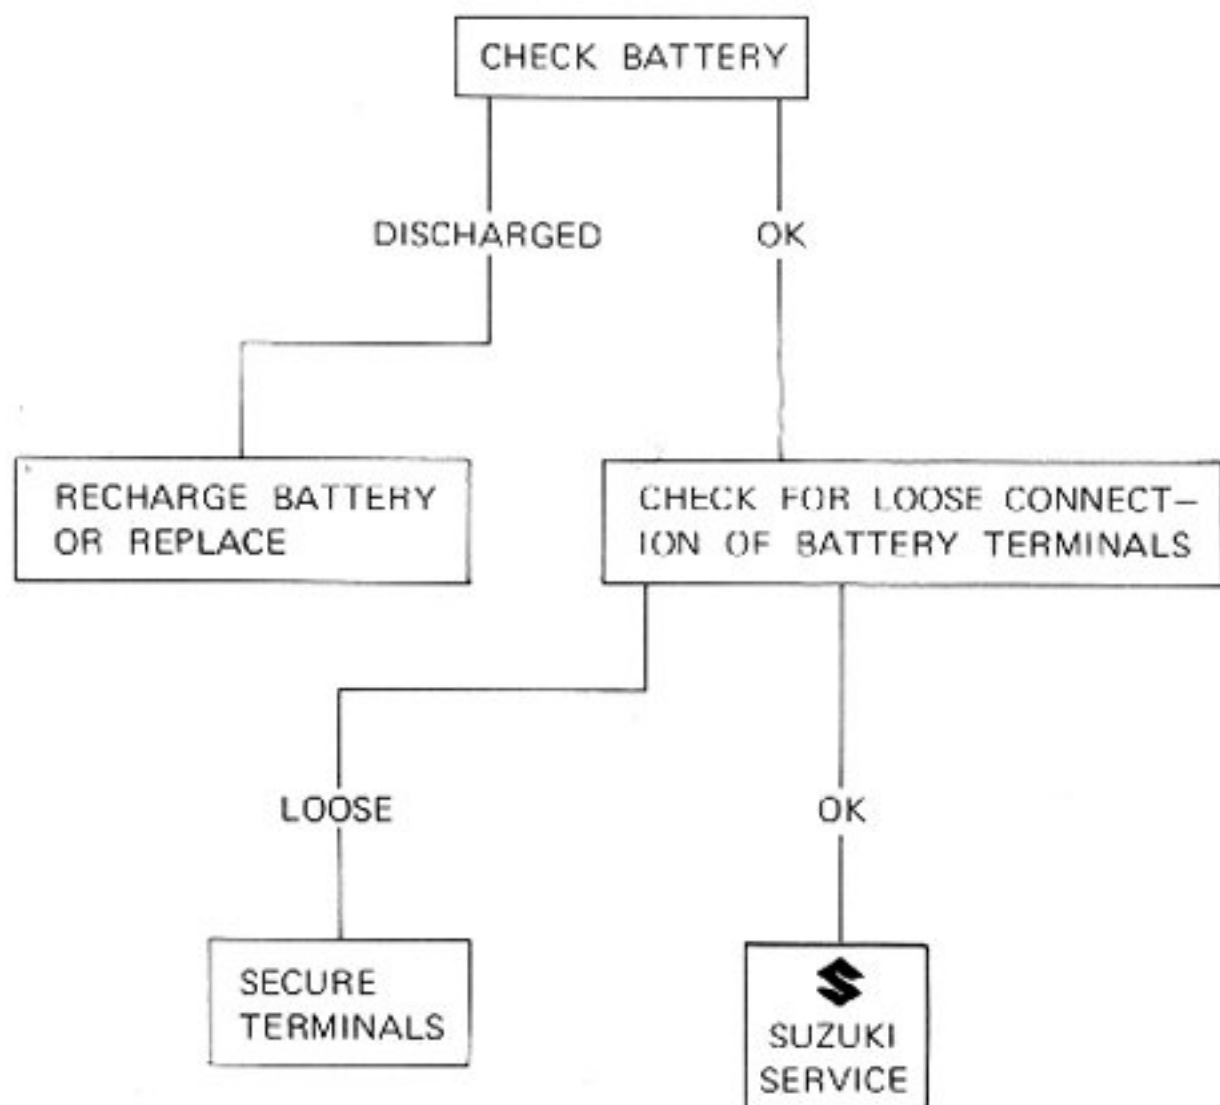 CHECK BATTERY
DISCHARGED
OK
RECHARGE BATTERY
OR REPLACE
CHECK FOR LOOSE CONNECT—
ION OF BATTERY TERMINALS
LOOSE
OK
SECURE
TERMINALS
SUZUKI
SERVICE